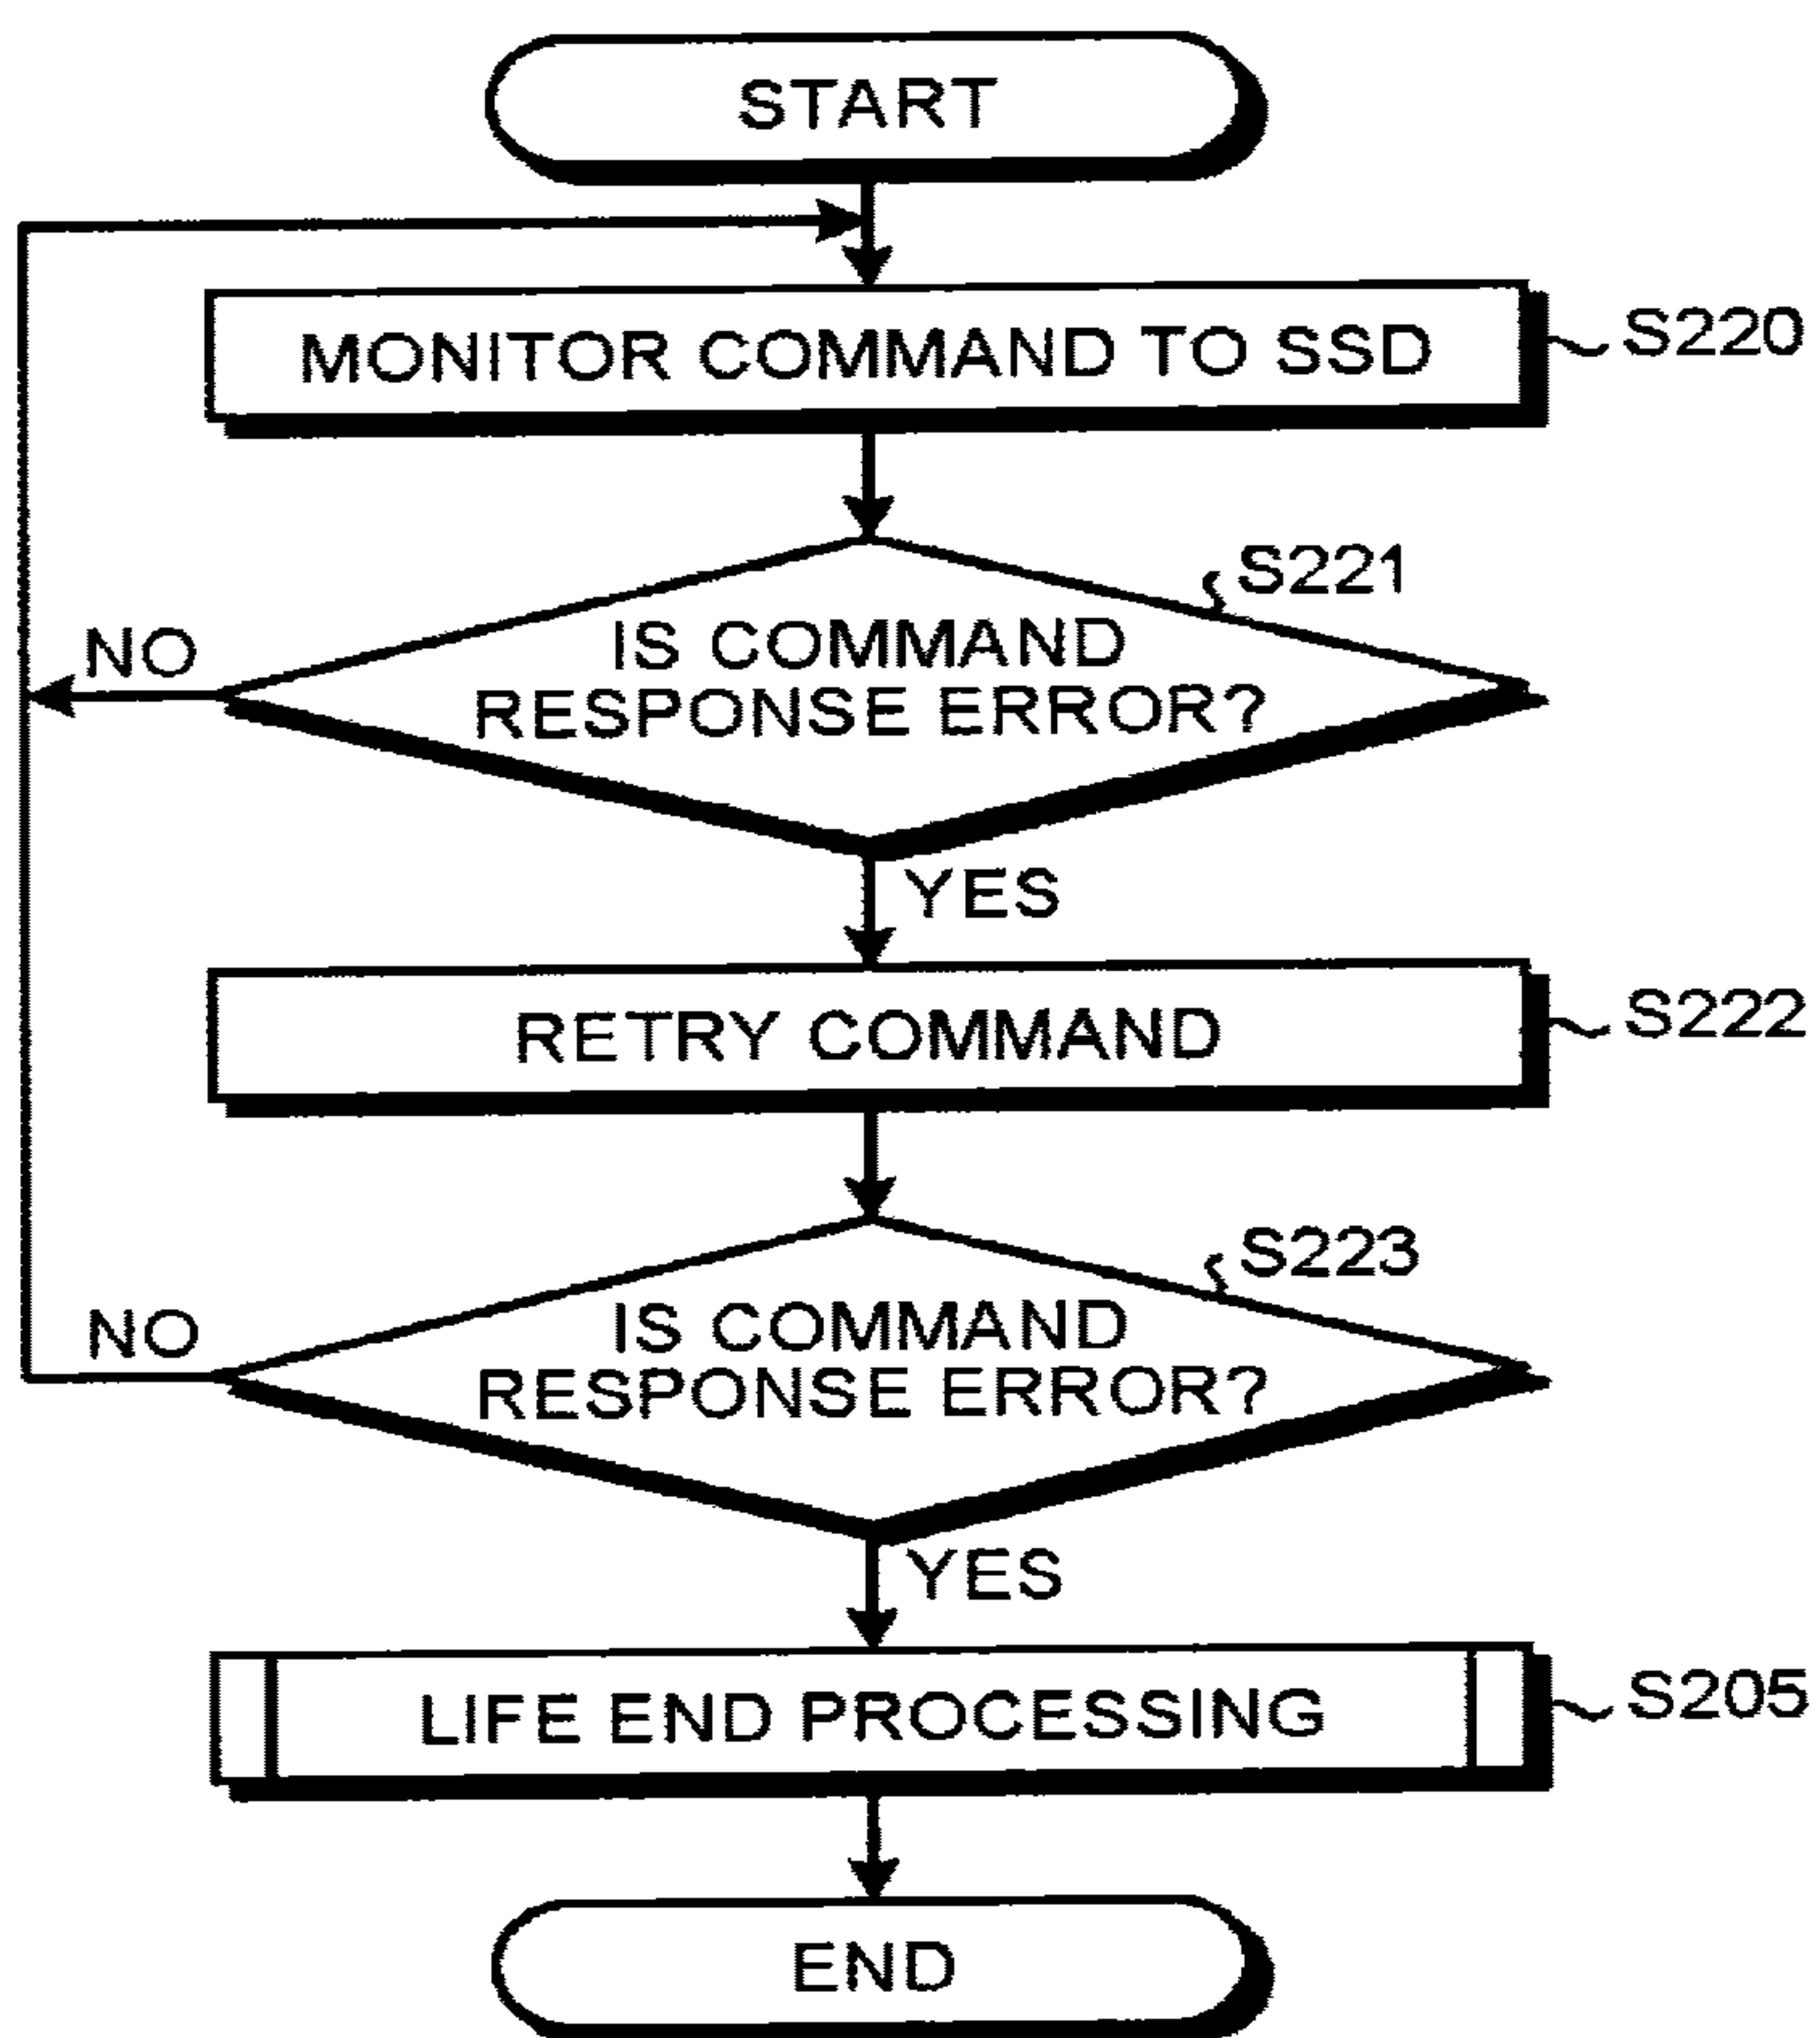 START
MONITOR COMMAND TO SSD
S220
S221
IS COMMAND
RESPONSE ERROR?
NO
YES
RETRY COMMAND
S222
S223
IS COMMAND
RESPONSE ERROR?
NO
YES
LIFE END PROCESSING
S205
END